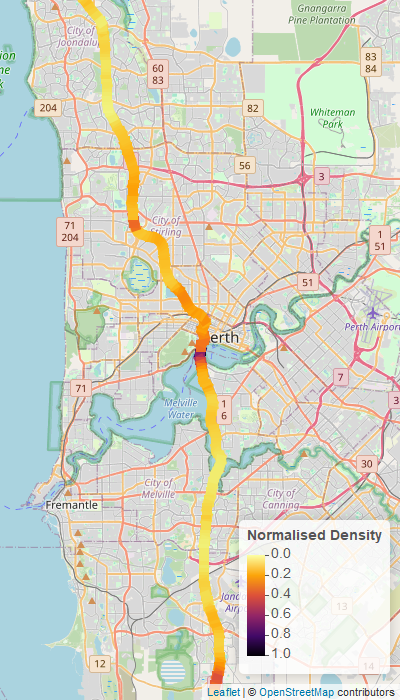 Gnangarra
Pine Plantation
City of
Joondalup
60
83
83
84
204
82
Whiteman
Park
56
3
71
204
City of
Stirling
1
51
51
Perth Airport
erth
7
71
Melville
Water
1
6
30
City of
Melville
City of
Canning
Fremantle
Normalised Density
0.0
0.2
0.4
0.6
0.8
1.0
Janda
Airp
13
12
14
Leaflet | © OpenStreetMap contributors